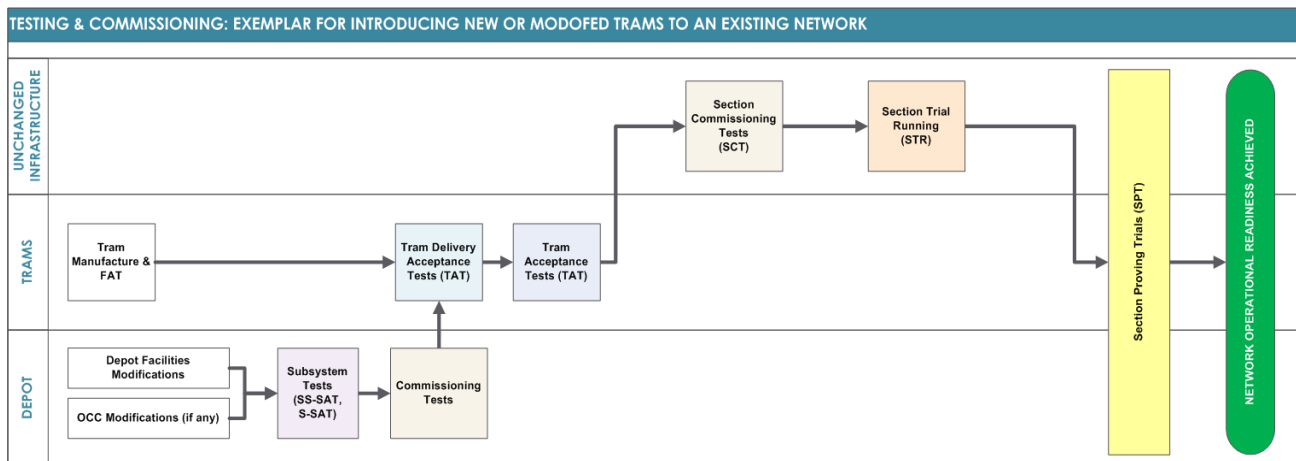 TESTING & COMMISSIONING: EXEMPLAR FOR INTRODUCING NEW OR MODOFED TRAMS TO AN EXISTING NETWORK
UNCHANGED
INFRASTRUCTURE
Section
Commissioning
Tests
(SCT)
Section Trial
Running
(STR)
TRAMS
Tram
Manufacture &
FAT
Tram Delivery
Acceptance
Tests (TAT)
Tram
Acceptance
Tests (TAT)
DEPOT
Depot Facilities
Modifications
OCC Modifications (if any)
Subsystem
Tests
(SS-SAT,
S-SAT)
Commissioning
Tests
Section Proving Trials (SPT)
NETWORK OPERATIONAL READINESS ACHIEVED